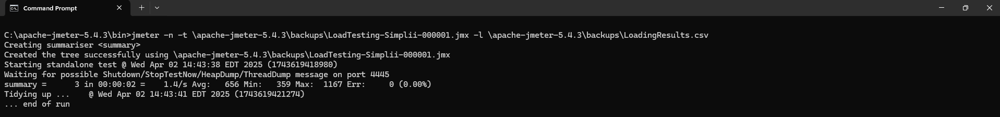 Command Prompt
C:\apache-jmeter-5.4.3\bin>jmeter -n -t \apache-jmeter-5.4.3\backups\LoadTesting-Simplii-000001.jmx -l \apache-jmeter-5.4.3\backups\LoadingResults.csv
Creating summariser <summary>
Created the tree successfully using \apache-jmeter-5.4.3\backups\LoadTesting-Simplii-000001.jmx
Starting standalone test @ Wed Apr 02 14:43:38 EDT 2025 (1743619418980)
Waiting for possible Shutdown/StopTestNow/HeapDump/ThreadDump message on port 4445
summary =      3 in 00:00:02 =    1.4/s Avg:   656 Min:   359 Max:  1167 Err:     0 (0.00%)
Tidying up ...    @ Wed Apr 02 14:43:41 EDT 2025 (1743619421274)
... end of run